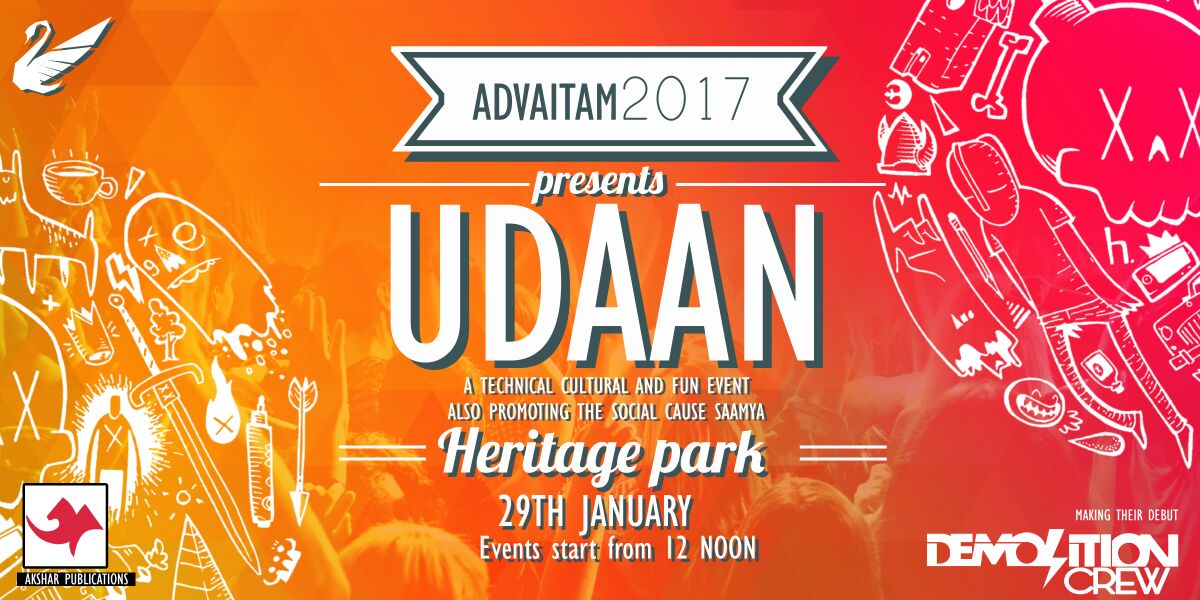 ADVAITAM2017
presents
UDAAN
A TECHNICAL CULTURAL AND FUN EVENT
ALSO PROMOTING THE SOCIAL CAUSE SAAMYA
Heritage park
29TH JANUARY
Events start from 12 NOON
AKSHAR PUBLICATIONS
MAKING THEIR DEBUT
DEMOLITION
CREW
h.